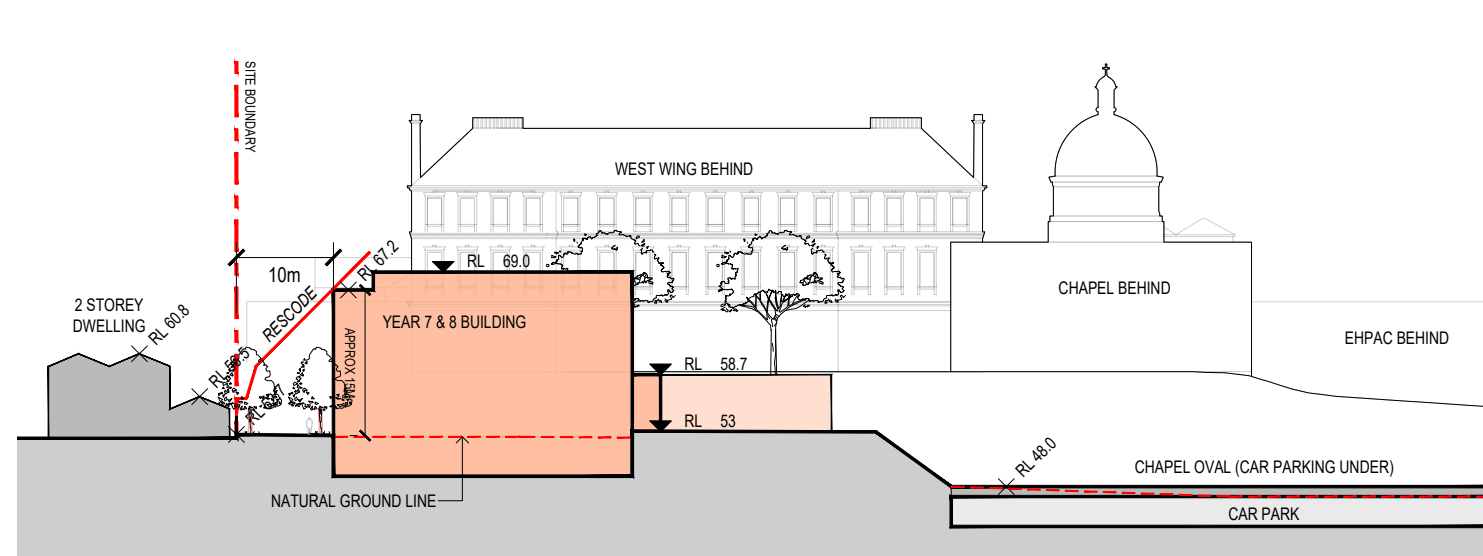 SITE BOUNDARY
WEST WING BEHIND
RL 67.2
RL 69.0
10m
RESCODE
CHAPEL BEHIND
2 STOREY
DWELLING
RL 60.8
YEAR 7 & 8 BUILDING
APPROX 15M
EHPAC BEHIND
RL 58.7
RL 53
RL 48.0
CHAPEL OVAL (CAR PARKING UNDER)
NATURAL GROUND LINE
CAR PARK